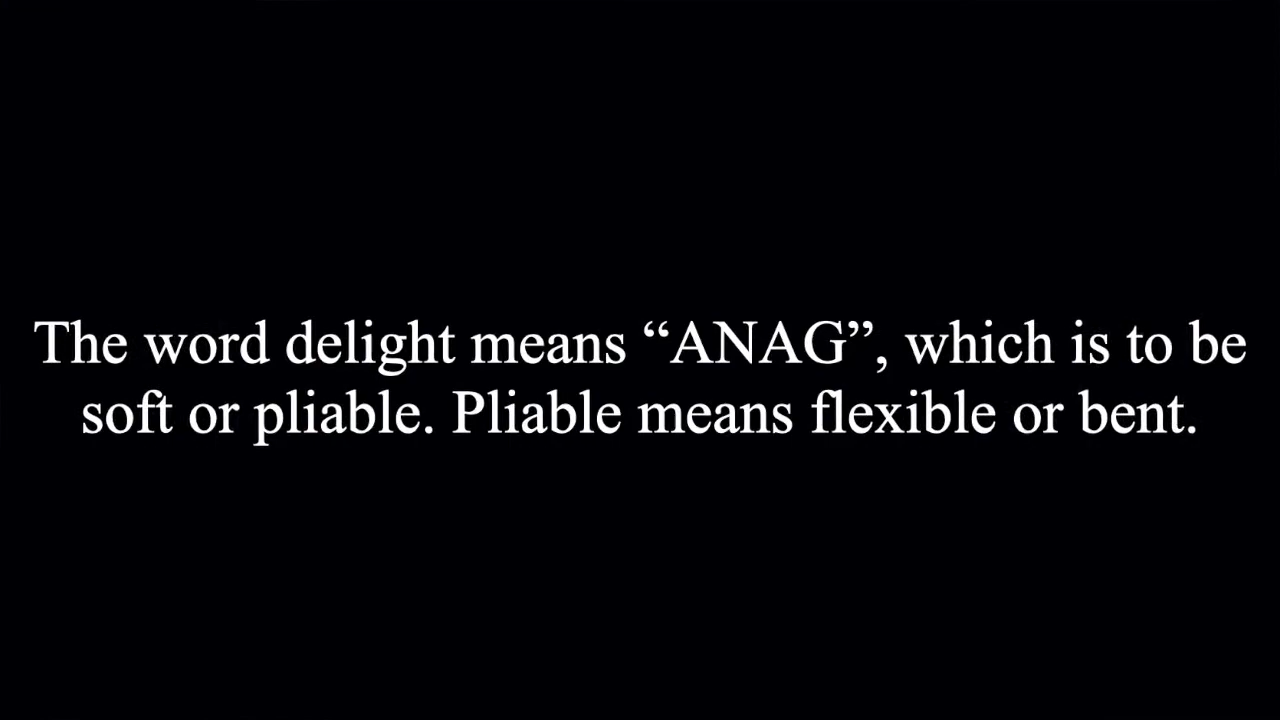 The word delight means “ANAG”, which is to be
soft or pliable. Pliable means flexible or bent.